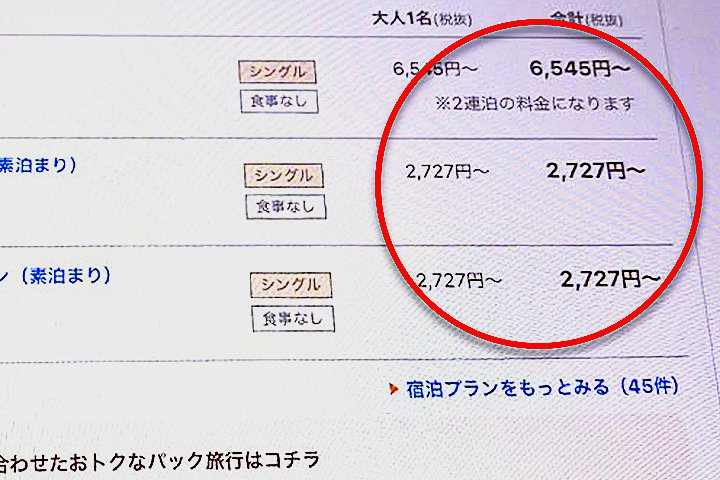 大人1名(税抜) 合計(税抜)
シングル 6,545円～ 6,545円～
食事なし ※2連泊の料金になります
素泊まり） シングル 2,727円～ 2,727円～
食事なし
ン（素泊まり） シングル 2,727円～ 2,727円～
食事なし
宿泊プランをもっとみる（45件）
合わせたおトクなパック旅行はコチラ